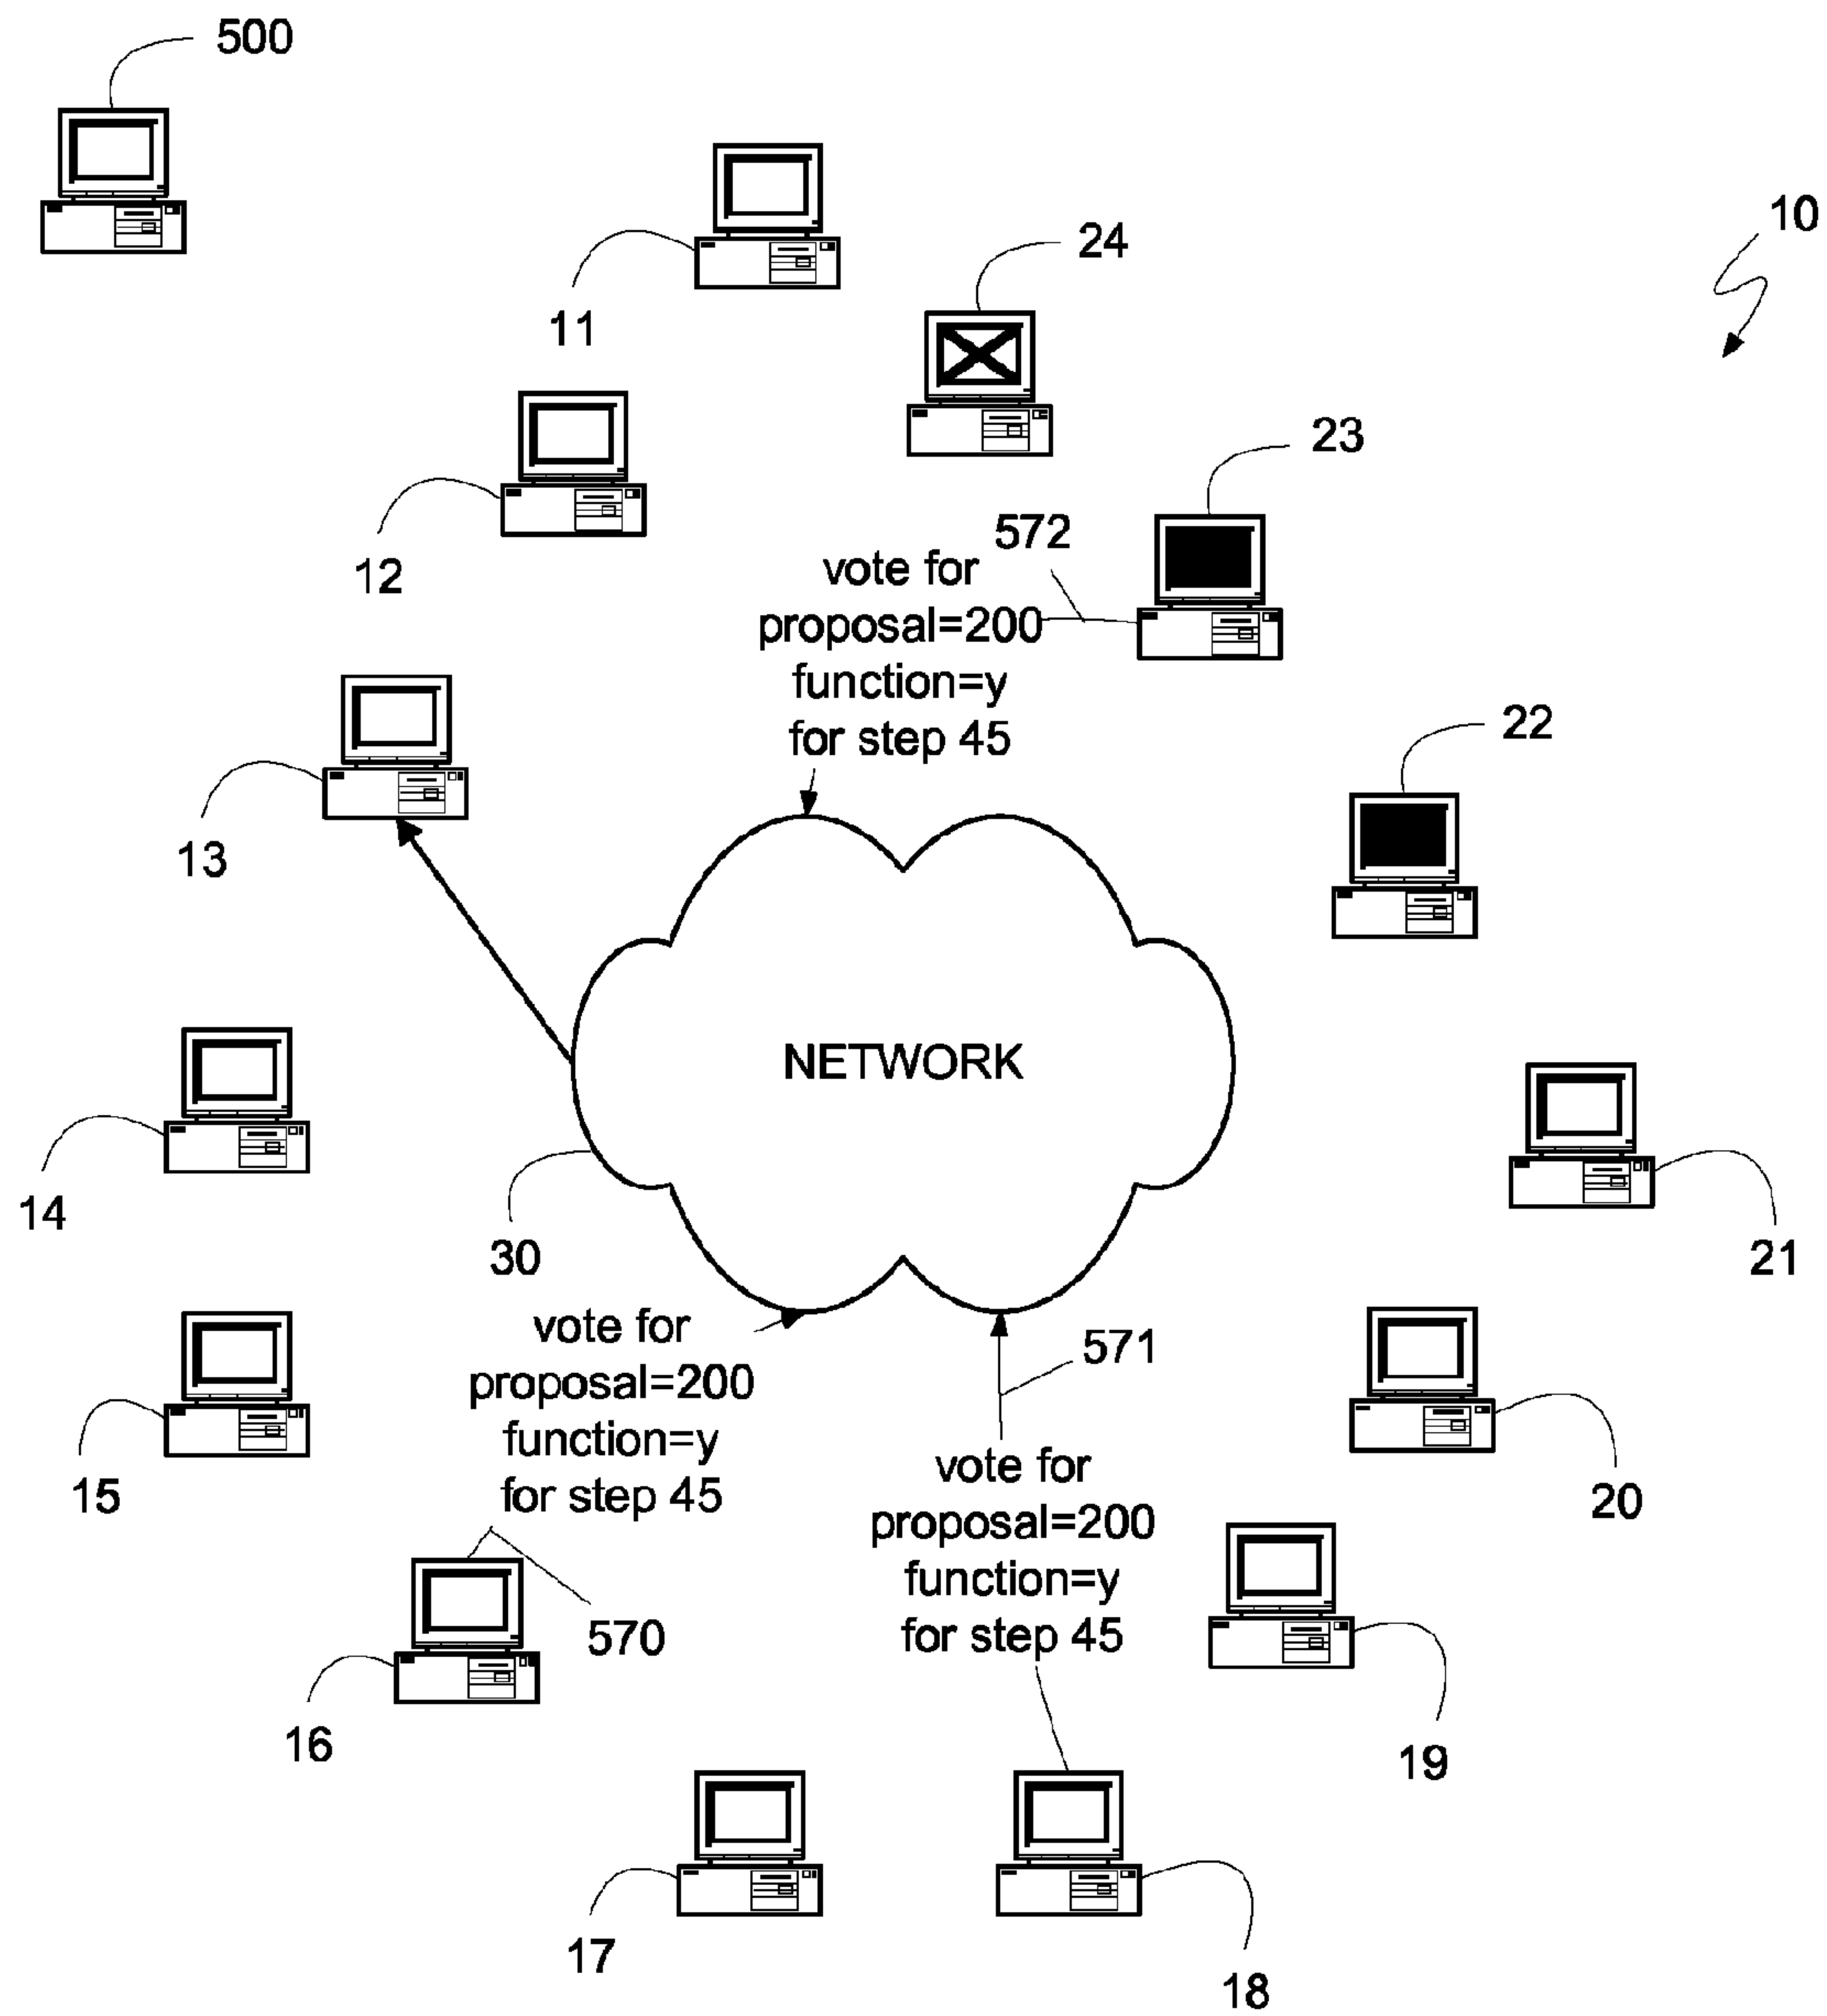 500
11
24
10
23
12
572
vote for
proposal=200
function=y
for step 45
22
13
NETWORK
14
30
21
vote for
proposal=200
function=y
for step 45
571
15
vote for
proposal=200
function=y
for step 45
20
570
16
19
17
18